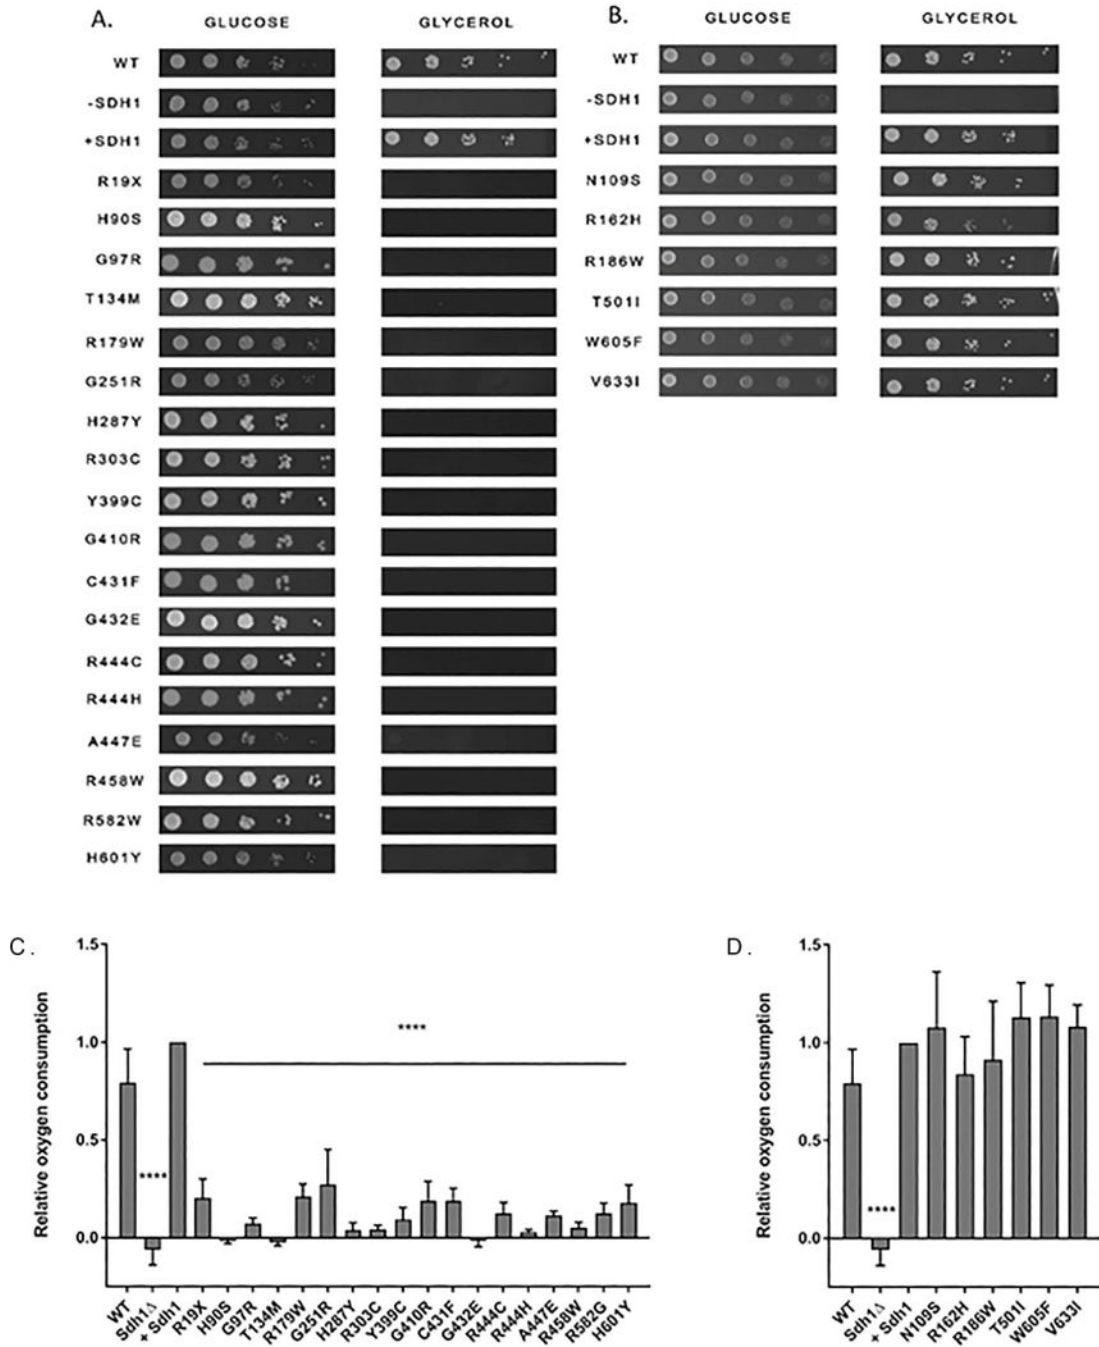 A.
GLUCOSE GLYCEROL
WT
-SDH1
+SDH1
R19X
H90S
G97R
T134M
R179W
G251R
H287Y
R303C
Y399C
G410R
C431F
G432E
R444C
R444H
A447E
R458W
R582W
H601Y
B.
GLUCOSE GLYCEROL
WT
-SDH1
+SDH1
N109S
R162H
R186W
T501I
W605F
V633I
C.
Relative oxygen consumption
1.5
1.0
0.5
0.0
****
****
WT
Sdh1Δ
+ Sdh1
R19X
H90S
G97R
T134M
R179W
G251R
H287Y
R303C
Y399C
G410R
C431F
G432E
R444C
R444H
A447E
R458W
R582G
H601Y
D.
Relative oxygen consumption
1.5
1.0
0.5
0.0
****
WT
Sdh1Δ
+ Sdh1
N109S
R162H
R186W
T501I
W605F
V633I